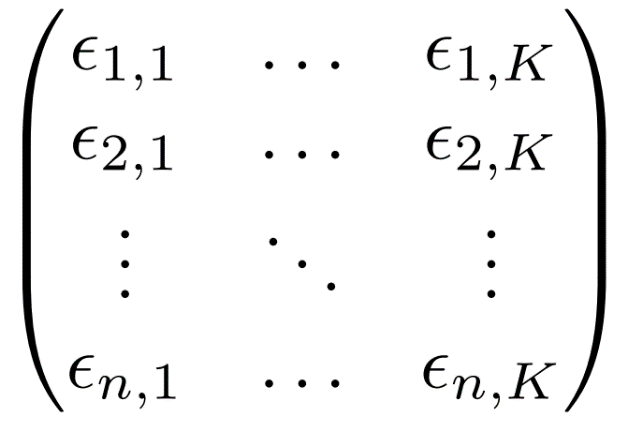 ϵ1,1 … ϵ1,K
ϵ2,1 … ϵ2,K
⋮ ⋱ ⋮
ϵn,1 … ϵn,K